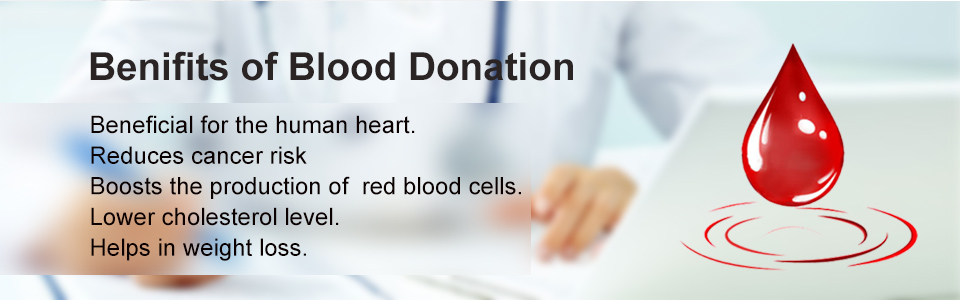 Benifits of Blood Donation
Beneficial for the human heart.
Reduces cancer risk
Boosts the production of  red blood cells.
Lower cholesterol level.
Helps in weight loss.